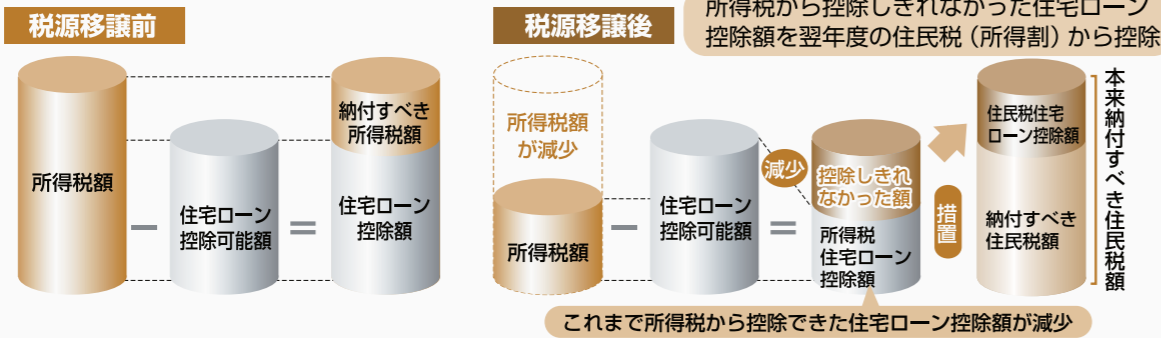 税源移譲前
所得税額
住宅ローン
控除可能額
＝
納付すべき
所得税額
住宅ローン
控除額
税源移譲後
所得税から控除しきれなかった住宅ローン
控除額を翌年度の住民税（所得割）から控除
所得税額
が減少
所得税額
－
住宅ローン
控除可能額
＝
減少
控除しきれ
なかった額
所得税
住宅ローン
控除額
措置
住民税住宅
ローン控除額
納付すべき
住民税額
本来納付すべき住民税額
これまで所得税から控除できた住宅ローン控除額が減少